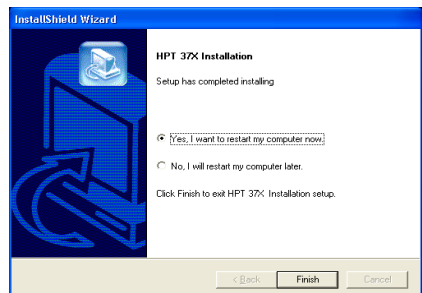 InstallShield Wizard
HPT 37X Installation
Setup has completed installing
Yes, I want to restart my computer now.
No, I will restart my computer later.
Click Finish to exit HPT 37X Installation setup.
< Back Finish Cancel